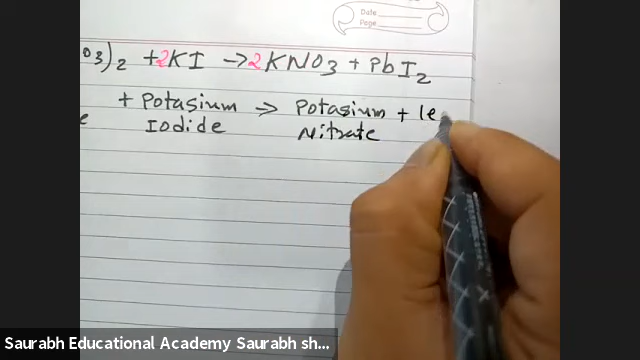 Date
Page
O3)2 + 2KI → 2KNO3 + PbI2
e + Potasium → Potasium + le
Iodide Nitrate
Saurabh Educational Academy Saurabh sh...